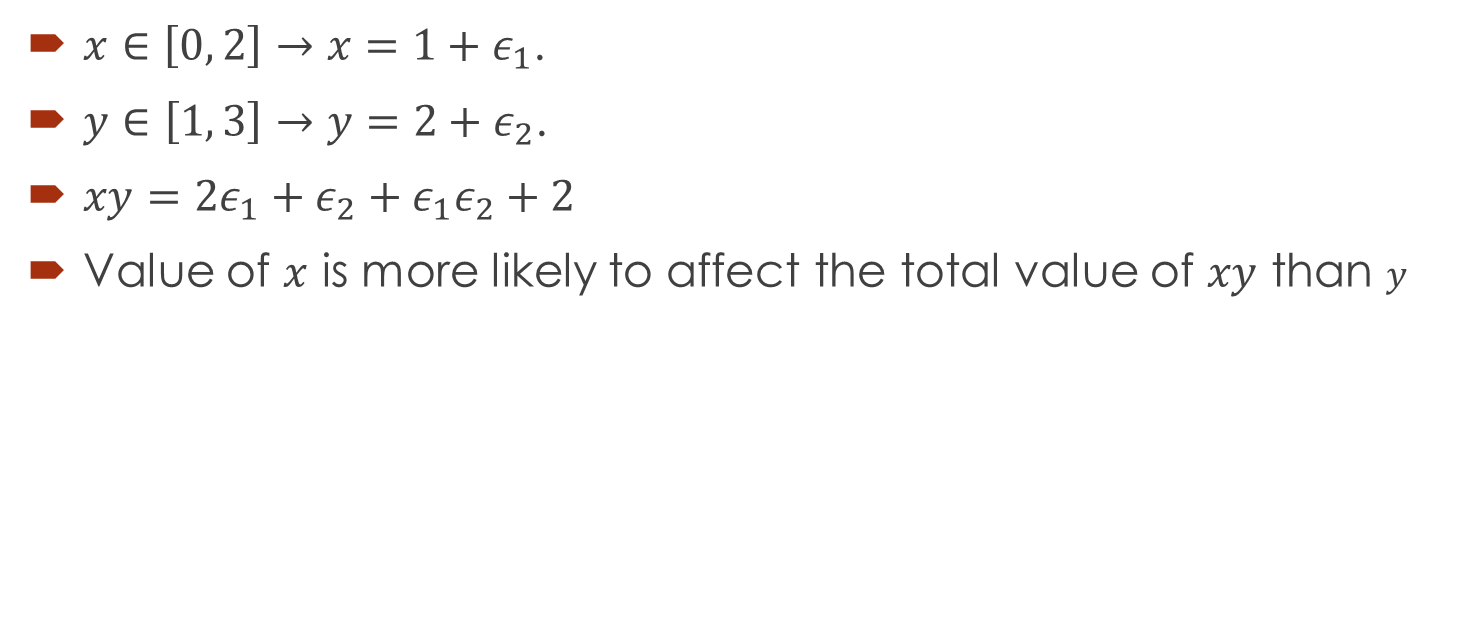 x ∈ [0, 2] → x = 1 + ϵ₁.
y ∈ [1, 3] → y = 2 + ϵ₂.
xy = 2ϵ₁ + ϵ₂ + ϵ₁ϵ₂ + 2
Value of x is more likely to affect the total value of xy than y